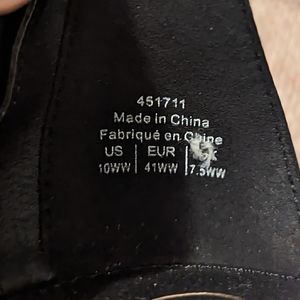 451711
Made in China
Fabriqué en Chine
US EUR
10WW 41WW 7.5WW